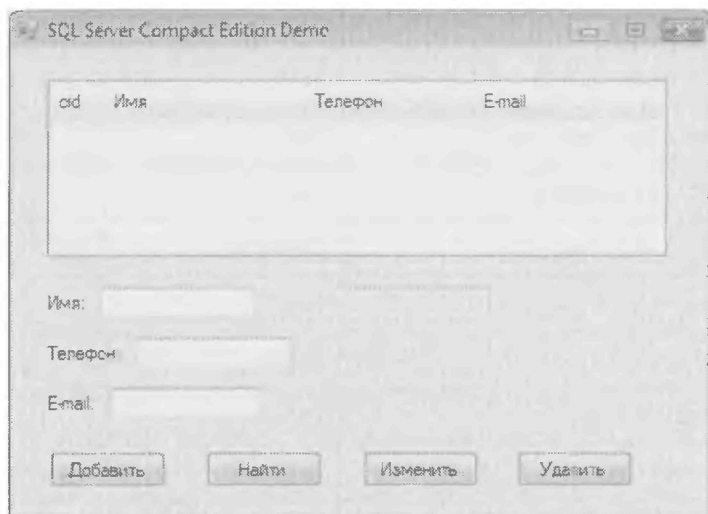 SQL Server Compact Edition Demo
cid Имя Телефон E-mail
Имя:
Телефон
E-mail:
Добавить Найти Изменить Удалить